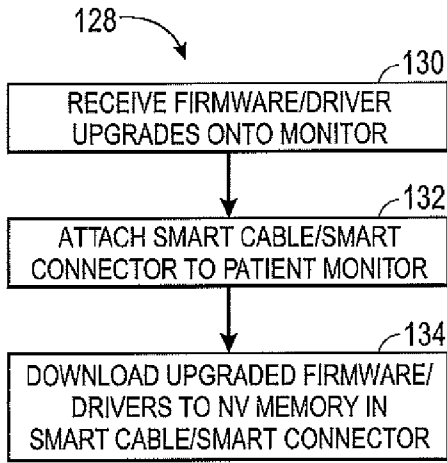 128
130
RECEIVE FIRMWARE/DRIVER
UPGRADES ONTO MONITOR
132
ATTACH SMART CABLE/SMART
CONNECTOR TO PATIENT MONITOR
134
DOWNLOAD UPGRADED FIRMWARE/
DRIVERS TO NV MEMORY IN
SMART CABLE/SMART CONNECTOR